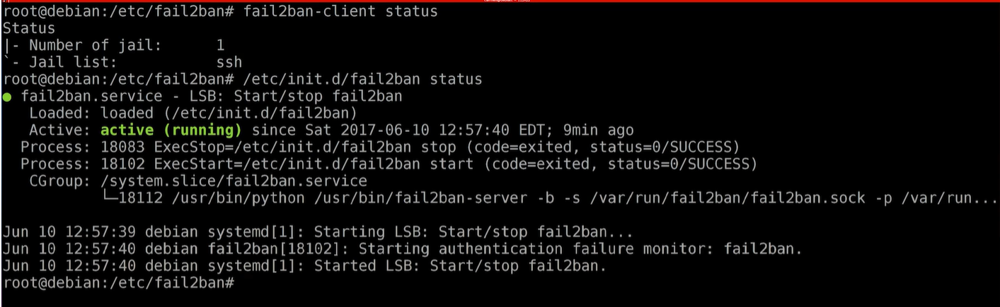 root@debian:/etc/fail2ban# fail2ban-client status
Status
|- Number of jail:      1
`- Jail list:           ssh
root@debian:/etc/fail2ban# /etc/init.d/fail2ban status
● fail2ban.service - LSB: Start/stop fail2ban
   Loaded: loaded (/etc/init.d/fail2ban)
   Active: active (running) since Sat 2017-06-10 12:57:40 EDT; 9min ago
  Process: 18083 ExecStop=/etc/init.d/fail2ban stop (code=exited, status=0/SUCCESS)
  Process: 18102 ExecStart=/etc/init.d/fail2ban start (code=exited, status=0/SUCCESS)
   CGroup: /system.slice/fail2ban.service
           └─18112 /usr/bin/python /usr/bin/fail2ban-server -b -s /var/run/fail2ban/fail2ban.sock -p /var/run...

Jun 10 12:57:39 debian systemd[1]: Starting LSB: Start/stop fail2ban...
Jun 10 12:57:40 debian fail2ban[18102]: Starting authentication failure monitor: fail2ban.
Jun 10 12:57:40 debian systemd[1]: Started LSB: Start/stop fail2ban.
root@debian:/etc/fail2ban#